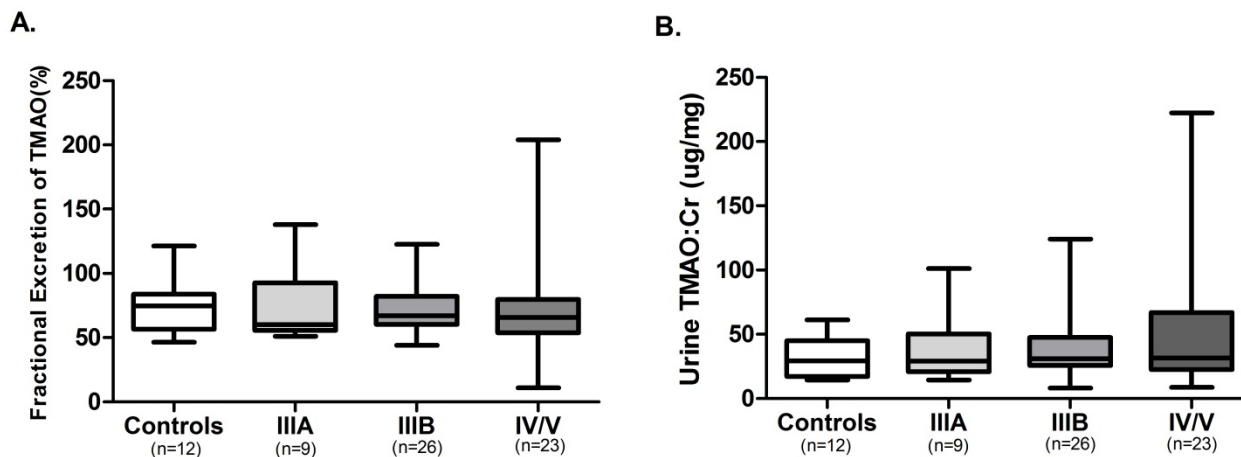 A.
Fractional Excretion of TMAO(%)
250
200
150
100
50
0
Controls IIIA IIIB IV/V
(n=12) (n=9) (n=26) (n=23)
B.
Urine TMAO:Cr (ug/mg)
250
200
150
100
50
0
Controls IIIA IIIB IV/V
(n=12) (n=9) (n=26) (n=23)